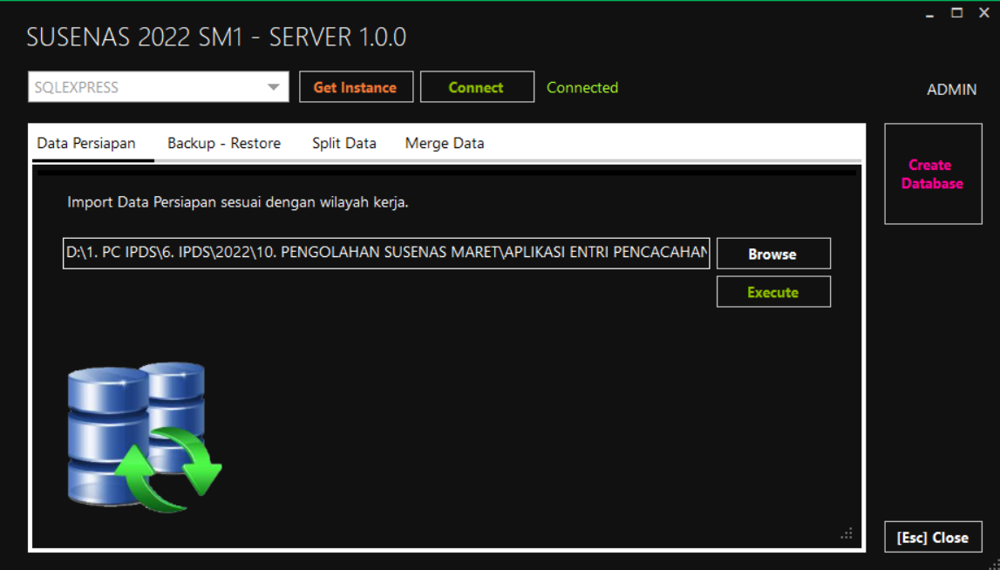 SUSENAS 2022 SM1 - SERVER 1.0.0
SQLEXPRESS
Get Instance
Connect
Connected
ADMIN
Data Persiapan
Backup - Restore
Split Data
Merge Data
Create
Database
Import Data Persiapan sesuai dengan wilayah kerja.
D:\1. PC IPDS\6. IPDS\2022\10. PENGOLAHAN SUSENAS MARET\APLIKASI ENTRI PENCACAHAN
Browse
Execute
[Esc] Close